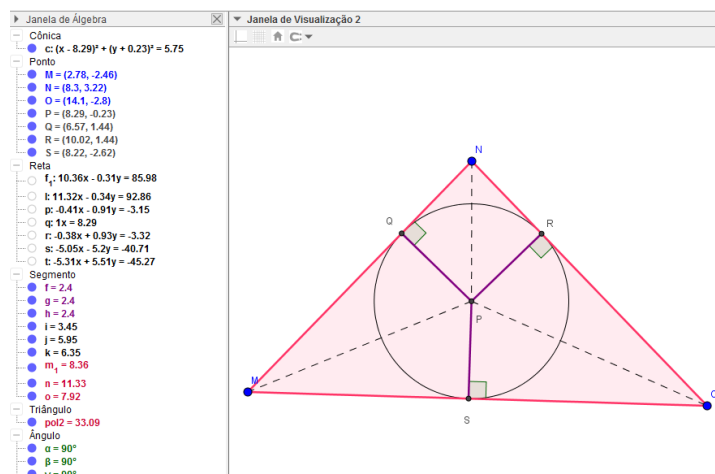 Janela de Álgebra
Cônica
c: (x - 8.29)² + (y + 0.23)² = 5.75
Ponto
M = (2.78, -2.46)
N = (8.3, 3.22)
O = (14.1, -2.8)
P = (8.29, -0.23)
Q = (6.57, 1.44)
R = (10.02, 1.44)
S = (8.22, -2.62)
Reta
f₁: 10.36x - 0.31y = 85.98
l: 11.32x - 0.34y = 92.86
p: -0.41x - 0.91y = -3.15
q: 1x = 8.29
r: -0.38x + 0.93y = -3.32
s: -5.05x - 5.2y = -40.71
t: -5.31x + 5.51y = -45.27
Segmento
f = 2.4
g = 2.4
h = 2.4
i = 3.45
j = 5.95
k = 6.35
m₁ = 8.36
n = 11.33
o = 7.92
Triângulo
pol2 = 33.09
Ângulo
α = 90°
β = 90°
Janela de Visualização 2
N
Q
R
P
M
S